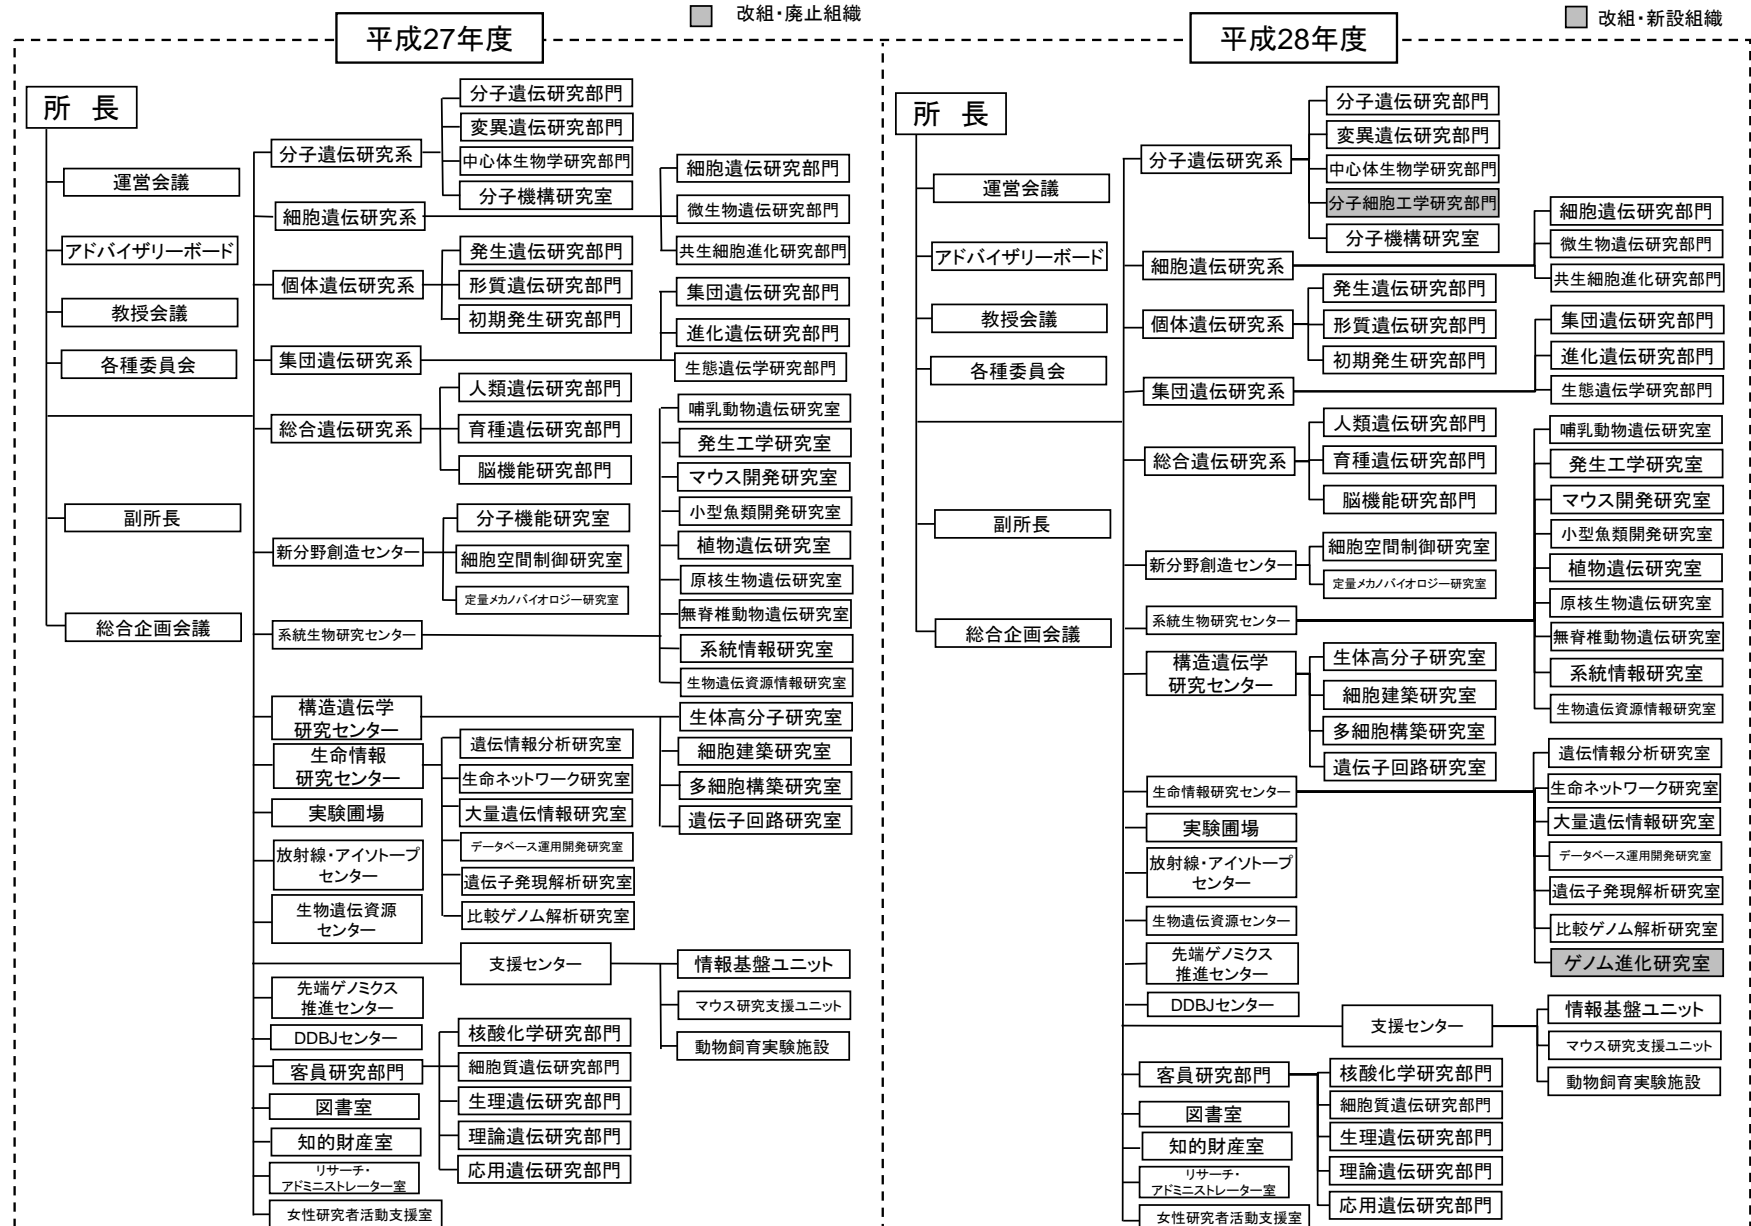 改組・廃止組織
平成27年度
所 長
運営会議
アドバイザリーボード
教授会議
各種委員会
副所長
総合企画会議
分子遺伝研究系
分子遺伝研究部門
変異遺伝研究部門
中心体生物学研究部門
分子機構研究室
細胞遺伝研究系
細胞遺伝研究部門
微生物遺伝研究部門
共生細胞進化研究部門
個体遺伝研究系
発生遺伝研究部門
形質遺伝研究部門
初期発生研究部門
集団遺伝研究系
集団遺伝研究部門
進化遺伝研究部門
生態遺伝学研究部門
総合遺伝研究系
人類遺伝研究部門
育種遺伝研究部門
脳機能研究部門
新分野創造センター
分子機能研究室
細胞空間制御研究室
定量メカノバイオロジー研究室
系統生物研究センター
哺乳動物遺伝研究室
発生工学研究室
マウス開発研究室
小型魚類開発研究室
植物遺伝研究室
原核生物遺伝研究室
無脊椎動物遺伝研究室
系統情報研究室
生物遺伝資源情報研究室
構造遺伝学
研究センター
生体高分子研究室
細胞建築研究室
多細胞構築研究室
遺伝子回路研究室
生命情報
研究センター
遺伝情報分析研究室
生命ネットワーク研究室
大量遺伝情報研究室
データベース運用開発研究室
遺伝子発現解析研究室
比較ゲノム解析研究室
実験圃場
放射線・アイソトープ
センター
生物遺伝資源
センター
支援センター
情報基盤ユニット
マウス研究支援ユニット
動物飼育実験施設
先端ゲノミクス
推進センター
DDBJセンター
客員研究部門
核酸化学研究部門
細胞質遺伝研究部門
生理遺伝研究部門
理論遺伝研究部門
応用遺伝研究部門
図書室
知的財産室
リサーチ・
アドミニストレーター室
女性研究者活動支援室
改組・新設組織
平成28年度
所 長
運営会議
アドバイザリーボード
教授会議
各種委員会
副所長
総合企画会議
分子遺伝研究系
分子遺伝研究部門
変異遺伝研究部門
中心体生物学研究部門
分子細胞工学研究部門
分子機構研究室
細胞遺伝研究系
細胞遺伝研究部門
微生物遺伝研究部門
共生細胞進化研究部門
個体遺伝研究系
発生遺伝研究部門
形質遺伝研究部門
初期発生研究部門
集団遺伝研究系
集団遺伝研究部門
進化遺伝研究部門
生態遺伝学研究部門
総合遺伝研究系
人類遺伝研究部門
育種遺伝研究部門
脳機能研究部門
新分野創造センター
細胞空間制御研究室
定量メカノバイオロジー研究室
系統生物研究センター
哺乳動物遺伝研究室
発生工学研究室
マウス開発研究室
小型魚類開発研究室
植物遺伝研究室
原核生物遺伝研究室
無脊椎動物遺伝研究室
系統情報研究室
生物遺伝資源情報研究室
構造遺伝学
研究センター
生体高分子研究室
細胞建築研究室
多細胞構築研究室
遺伝子回路研究室
生命情報研究センター
遺伝情報分析研究室
生命ネットワーク研究室
大量遺伝情報研究室
データベース運用開発研究室
遺伝子発現解析研究室
比較ゲノム解析研究室
ゲノム進化研究室
実験圃場
放射線・アイソトープ
センター
生物遺伝資源センター
先端ゲノミクス
推進センター
DDBJセンター
支援センター
情報基盤ユニット
マウス研究支援ユニット
動物飼育実験施設
客員研究部門
核酸化学研究部門
細胞質遺伝研究部門
生理遺伝研究部門
理論遺伝研究部門
応用遺伝研究部門
図書室
知的財産室
リサーチ・
アドミニストレーター室
女性研究者活動支援室